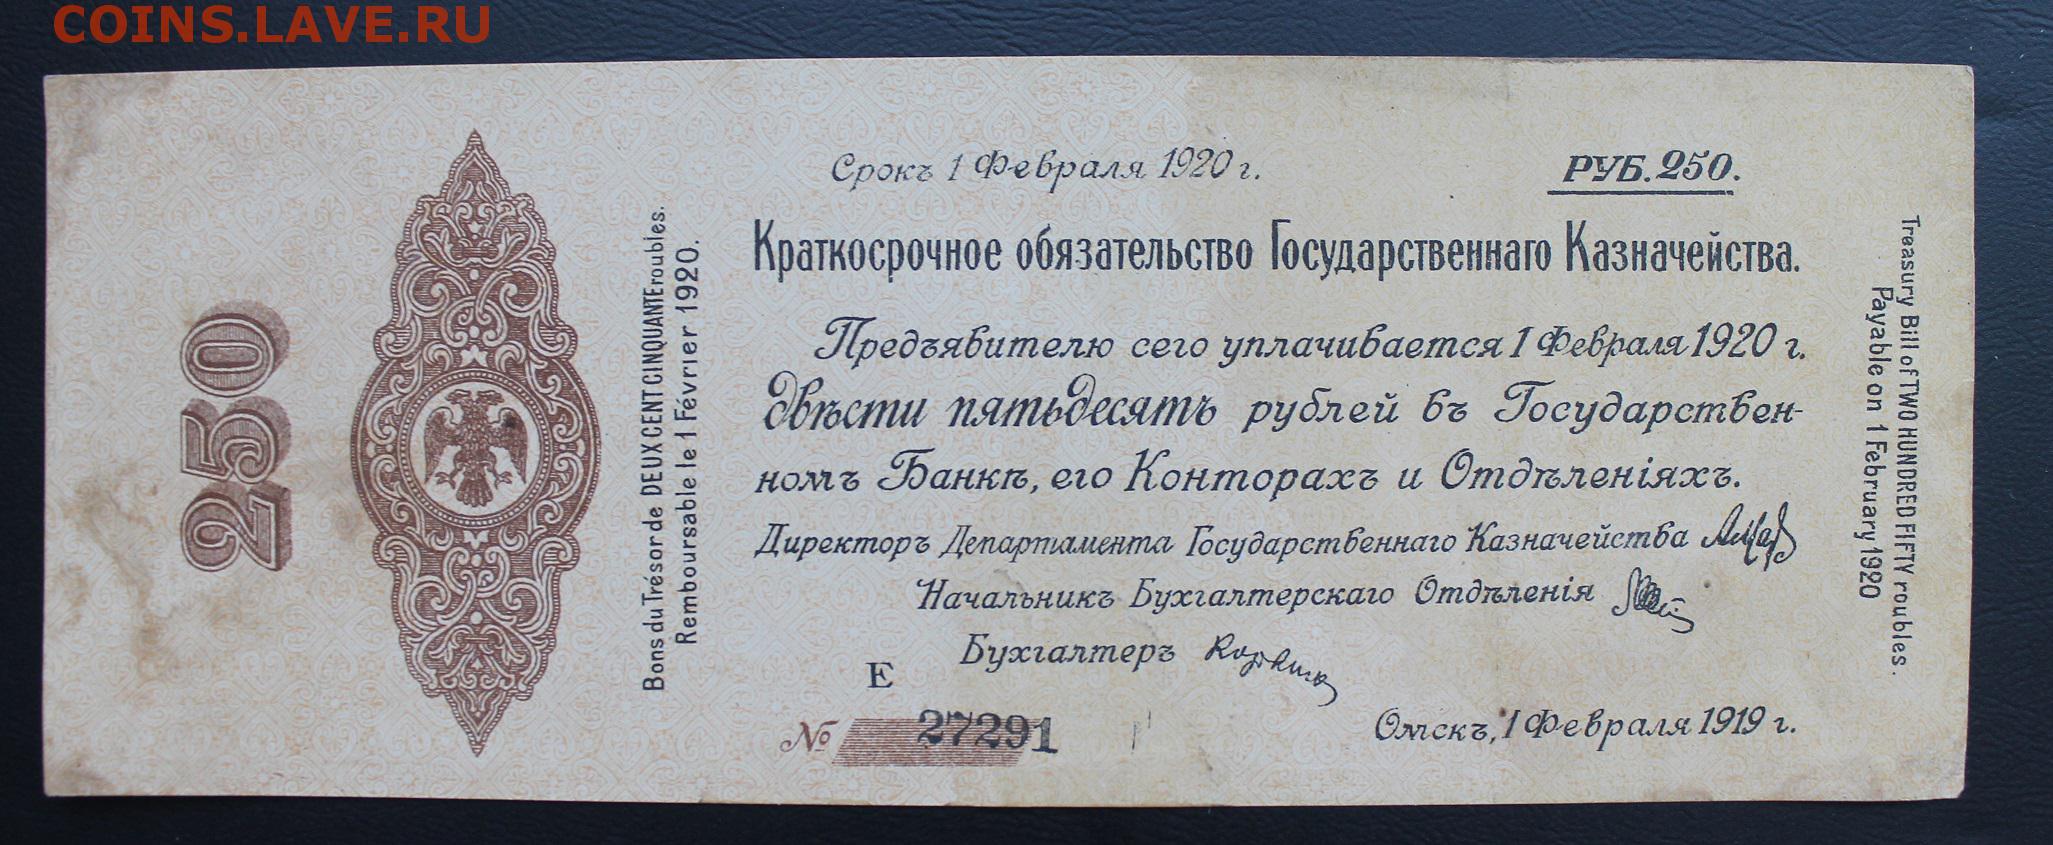 COINS.LAVE.RU
250
Bons du Trésor de DEUX CENT CINQUANTE roubles.
Remboursable le 1 Février 1920.
Срокъ 1 Февраля 1920 г.
РУБ. 250.
Краткосрочное обязательство Государственнаго Казначейства.
Предъявителю сего уплачивается 1 Февраля 1920 г.
двѣсти пятьдесятъ рублей въ Государствен-
номъ Банкѣ, его Конторахъ и Отдѣленіяхъ.
Директоръ Департамента Государственнаго Казначейства
Начальникъ Бухгалтерскаго Отдѣленія
Бухгалтеръ
Е
№ 27291
Омскъ, 1 Февраля 1919 г.
Treasury Bill of TWO HUNDRED FIFTY roubles.
Payable on 1 February 1920